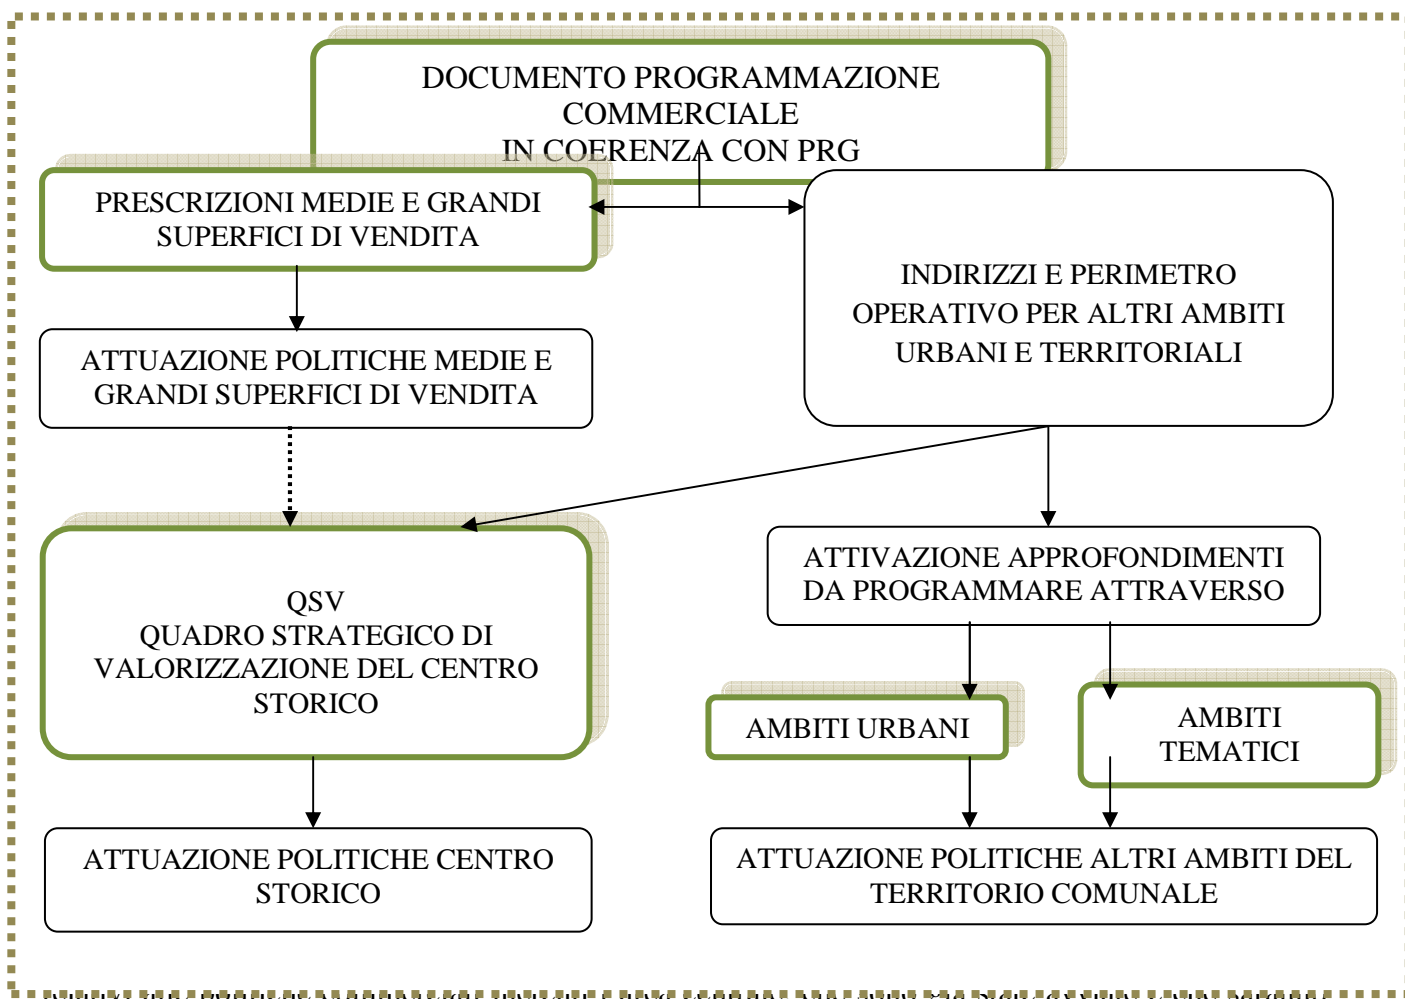 DOCUMENTO PROGRAMMAZIONE
COMMERCIALE
IN COERENZA CON PRG
PRESCRIZIONI MEDIE E GRANDI
SUPERFICI DI VENDITA
INDIRIZZI E PERIMETRO
OPERATIVO PER ALTRI AMBITI
URBANI E TERRITORIALI
ATTUAZIONE POLITICHE MEDIE E
GRANDI SUPERFICI DI VENDITA
QSV
QUADRO STRATEGICO DI
VALORIZZAZIONE DEL CENTRO
STORICO
ATTIVAZIONE APPROFONDIMENTI
DA PROGRAMMARE ATTRAVERSO
AMBITI URBANI
AMBITI
TEMATICI
ATTUAZIONE POLITICHE CENTRO
STORICO
ATTUAZIONE POLITICHE ALTRI AMBITI DEL
TERRITORIO COMUNALE